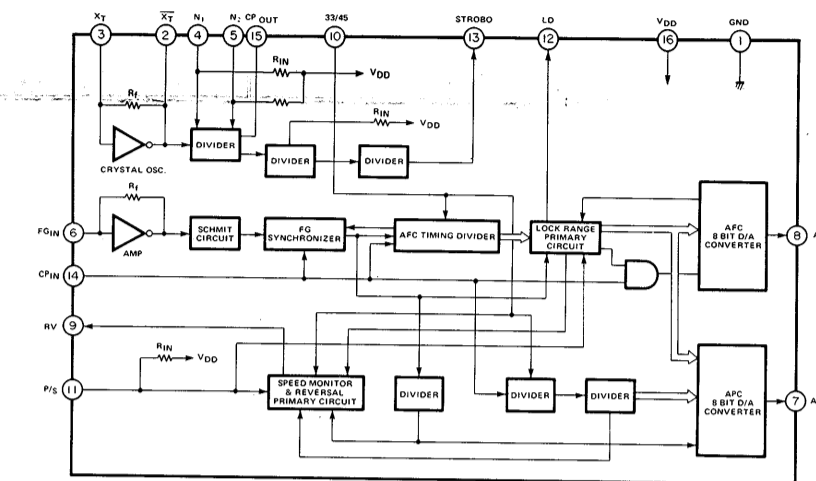 XT XT N1 N2 CP OUT 33/45 STROBO LD VDD GND
3 2 4 5 15 10 13 12 16 1
RIN
VDD
Rf
RIN
VDD
DIVIDER
DIVIDER
DIVIDER
CRYSTAL OSC.
Rf
FGIN 6
AMP
SCHMIT
CIRCUIT
FG
SYNCHRONIZER
AFC TIMING DIVIDER
LOCK RANGE
PRIMARY
CIRCUIT
AFC
8 BIT D/A
CONVERTER
8 A
CPIN 14
RV 9
RIN
VDD
P/S 11
SPEED MONITOR
& REVERSAL
PRIMARY CIRCUIT
DIVIDER
DIVIDER
DIVIDER
APC
8 BIT D/A
CONVERTER
7 A